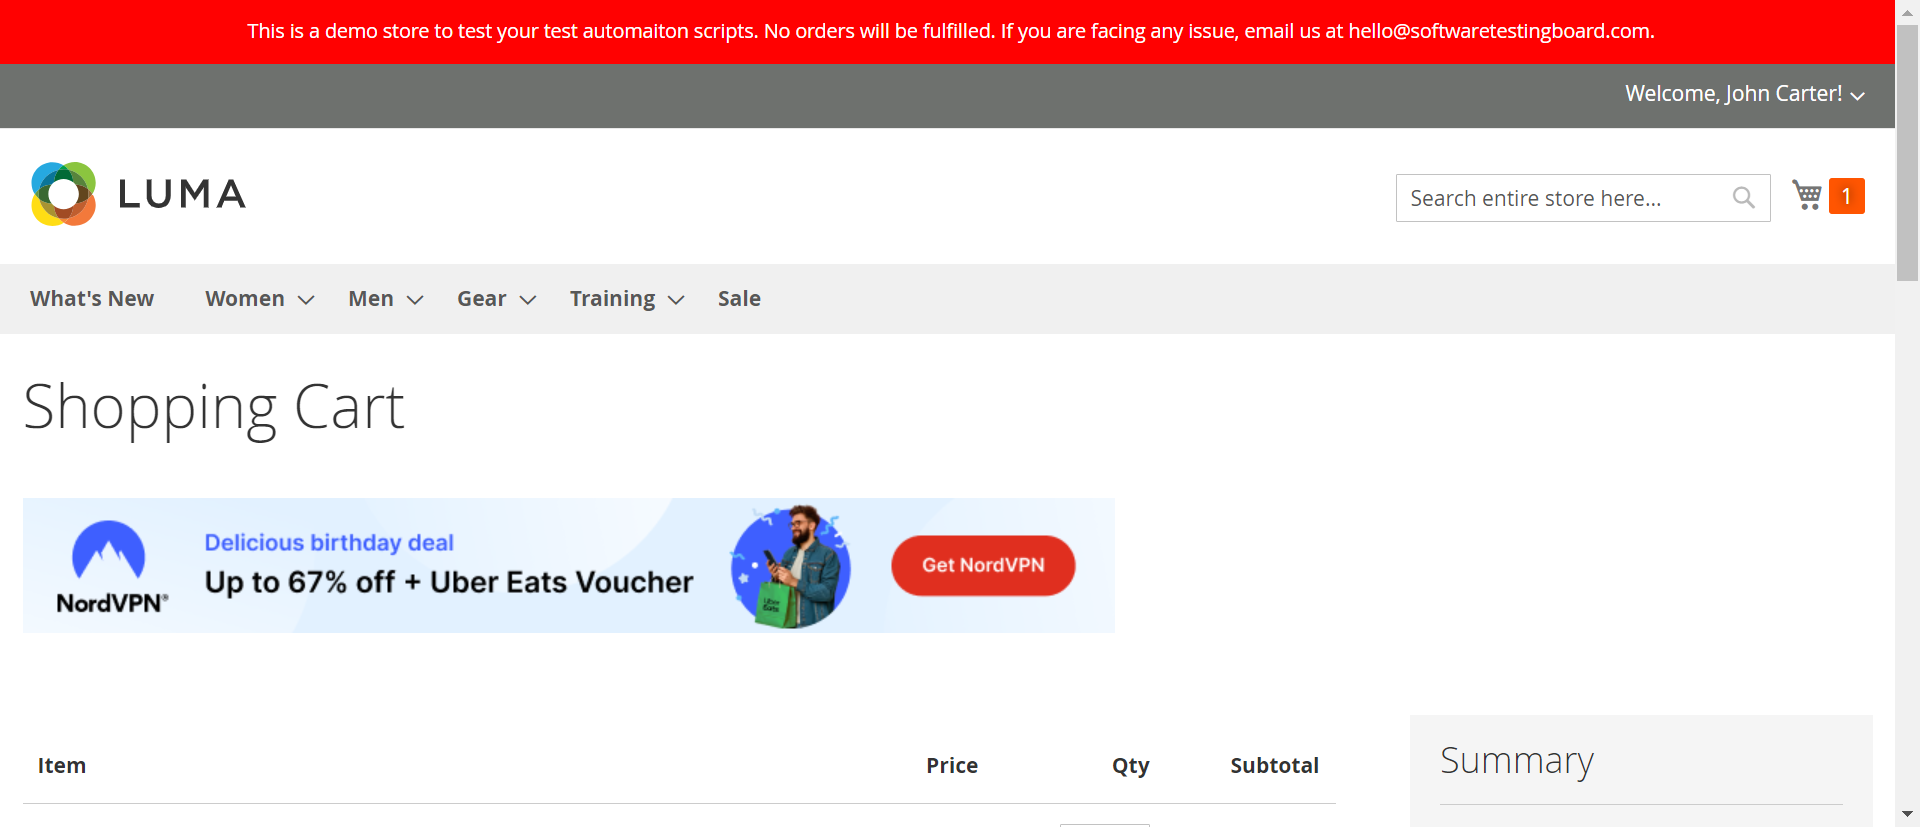 This is a demo store to test your test automaiton scripts. No orders will be fulfilled. If you are facing any issue, email us at hello@softwaretestingboard.com.
Welcome, John Carter!
LUMA
Search entire store here...
1
What's New Women Men Gear Training Sale
Shopping Cart
Delicious birthday deal
Up to 67% off + Uber Eats Voucher
NordVPN®
Uber
Eats
Get NordVPN
Item Price Qty Subtotal
Summary